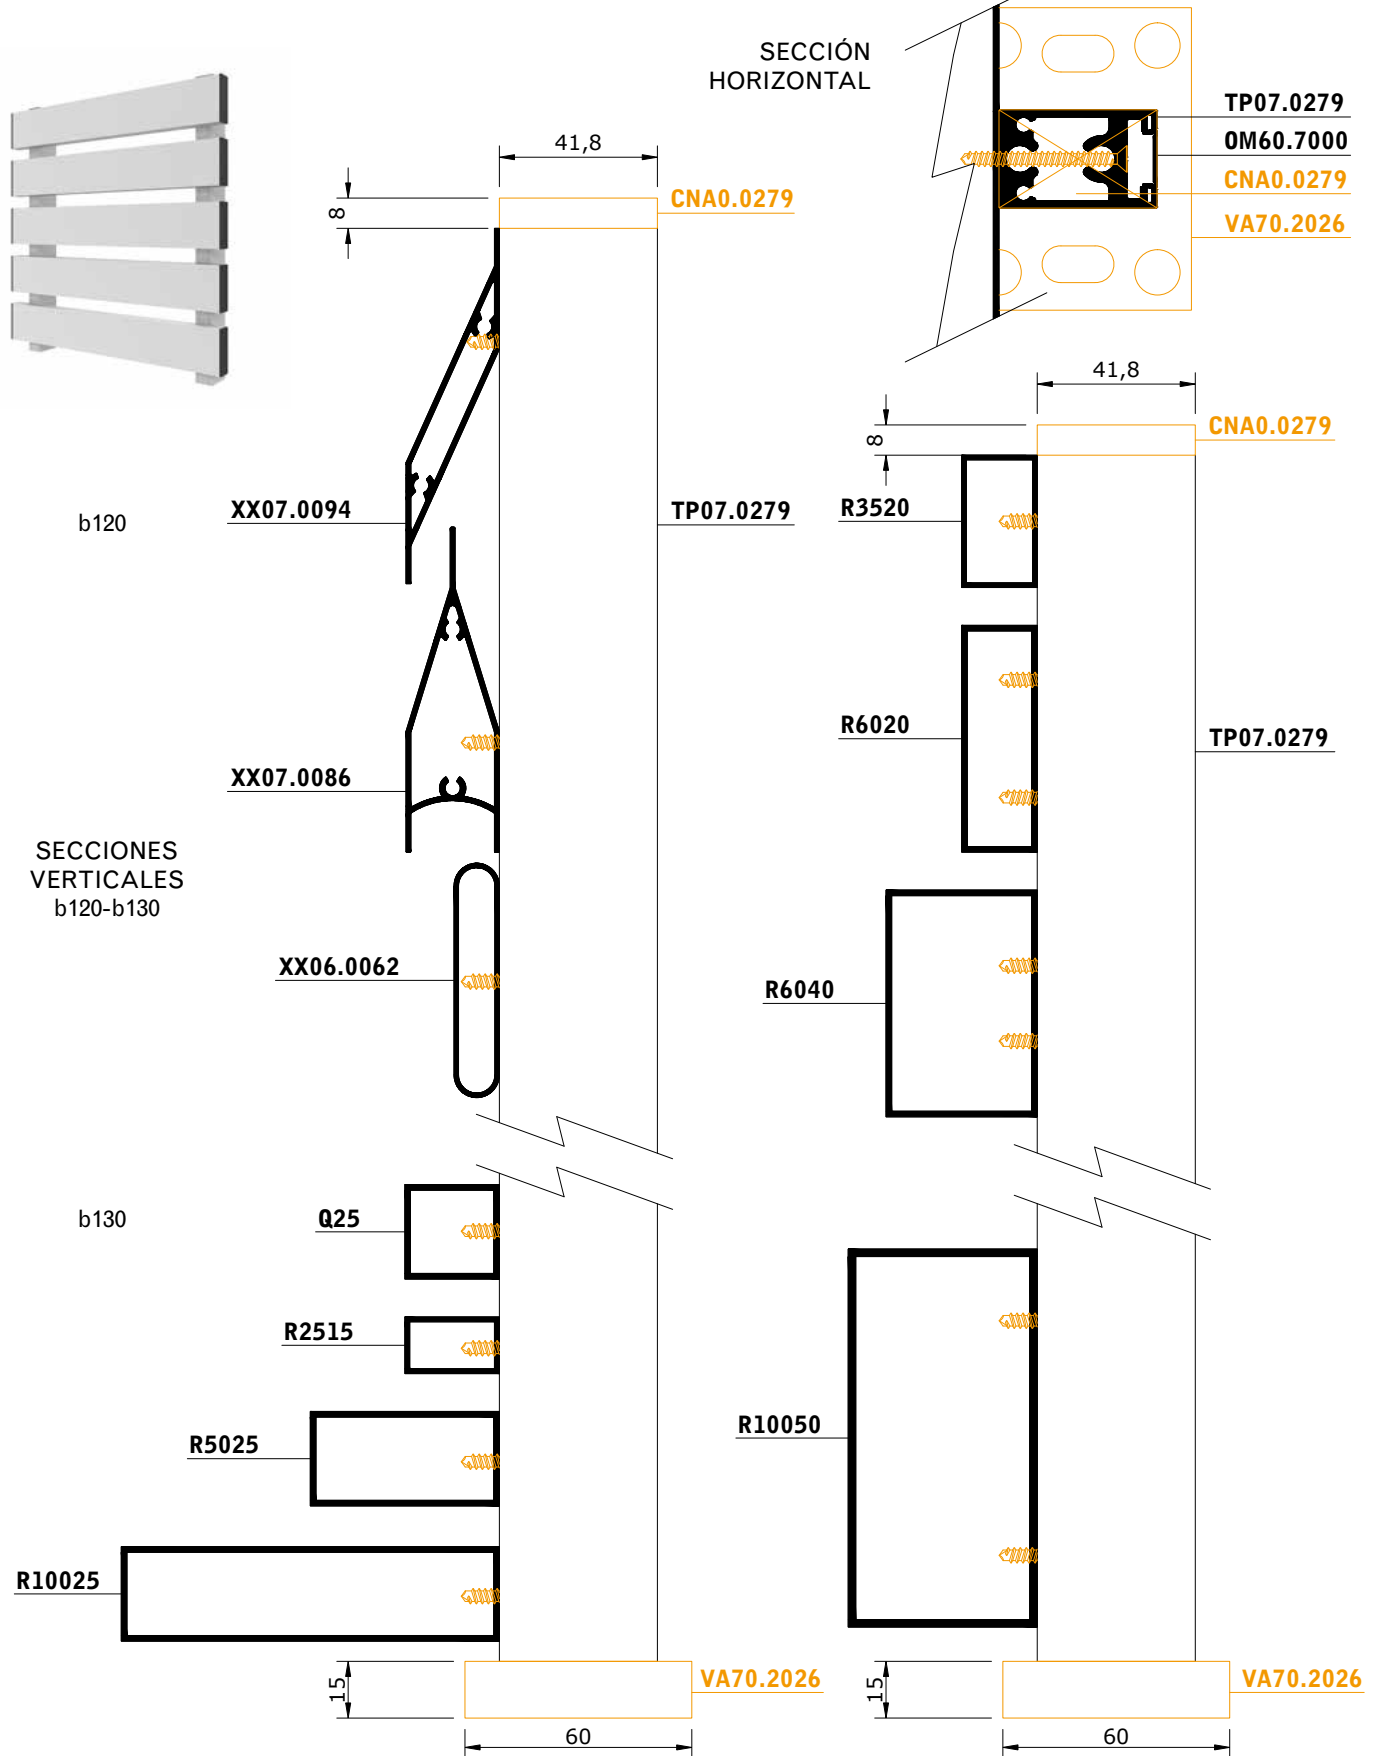 SECCIÓN
HORIZONTAL
TP07.0279
OM60.7000
CNA0.0279
VA70.2026
41,8
8
CNA0.0279
41,8
8
CNA0.0279
b120
XX07.0094
TP07.0279
R3520
R6020
TP07.0279
XX07.0086
SECCIONES
VERTICALES
b120-b130
XX06.0062
R6040
b130
Q25
R2515
R5025
R10050
R10025
15
VA70.2026
60
15
VA70.2026
60